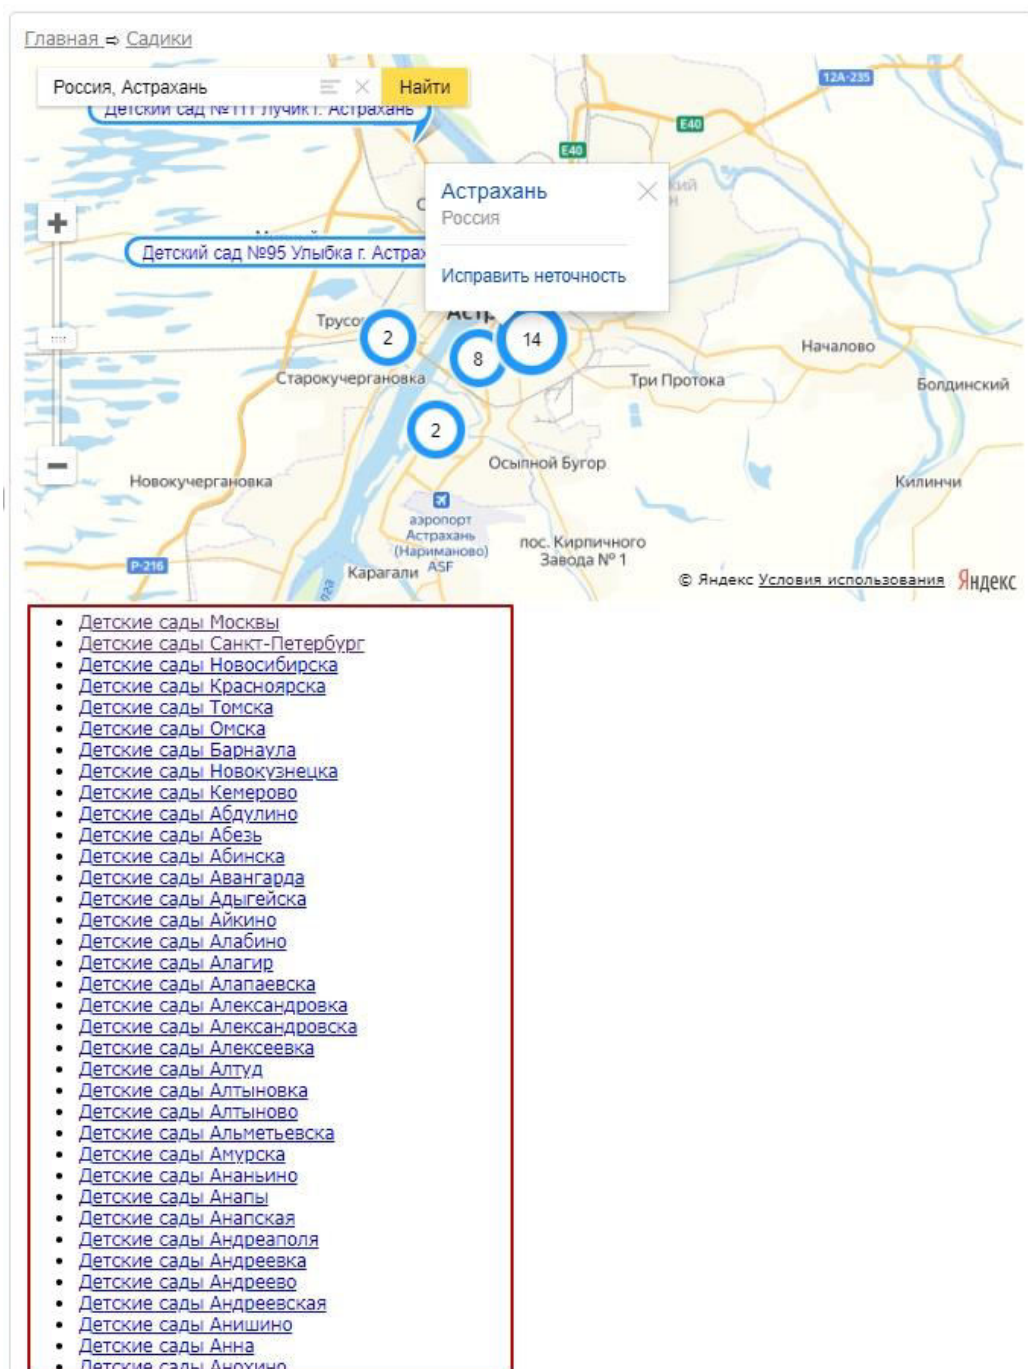 Главная ⇨ Садики
Россия, Астрахань
Найти
12А-235
Детский сад №111 Лучик г. Астрахань
E40
E40
Астрахань
Россия
Исправить неточность
Детский сад №95 Улыбка г. Астрах
2
8
14
Начало​во
Старокучергановка
Три Протока
Болдинский
2
Осыпной Бугор
Новокучергановка
Килинчи
аэропорт
Астрахань
(Нариманово)
ASF
пос. Кирпичного
Завода № 1
Р-216
Карагали
© Яндекс Условия использования Яндекс
• Детские сады Москвы
• Детские сады Санкт-Петербург
• Детские сады Новосибирска
• Детские сады Красноярска
• Детские сады Томска
• Детские сады Омска
• Детские сады Барнаула
• Детские сады Новокузнецка
• Детские сады Кемерово
• Детские сады Абдулино
• Детские сады Абезь
• Детские сады Абинска
• Детские сады Авангарда
• Детские сады Адыгейска
• Детские сады Айкино
• Детские сады Алабино
• Детские сады Алагир
• Детские сады Алапаевска
• Детские сады Александровка
• Детские сады Александровска
• Детские сады Алексеевка
• Детские сады Алтуд
• Детские сады Алтыновка
• Детские сады Алтыново
• Детские сады Альметьевска
• Детские сады Амурска
• Детские сады Ананьино
• Детские сады Анапы
• Детские сады Анапская
• Детские сады Андреаполя
• Детские сады Андреевка
• Детские сады Андреево
• Детские сады Андреевская
• Детские сады Анишино
• Детские сады Анна
• Детские сады Анохино